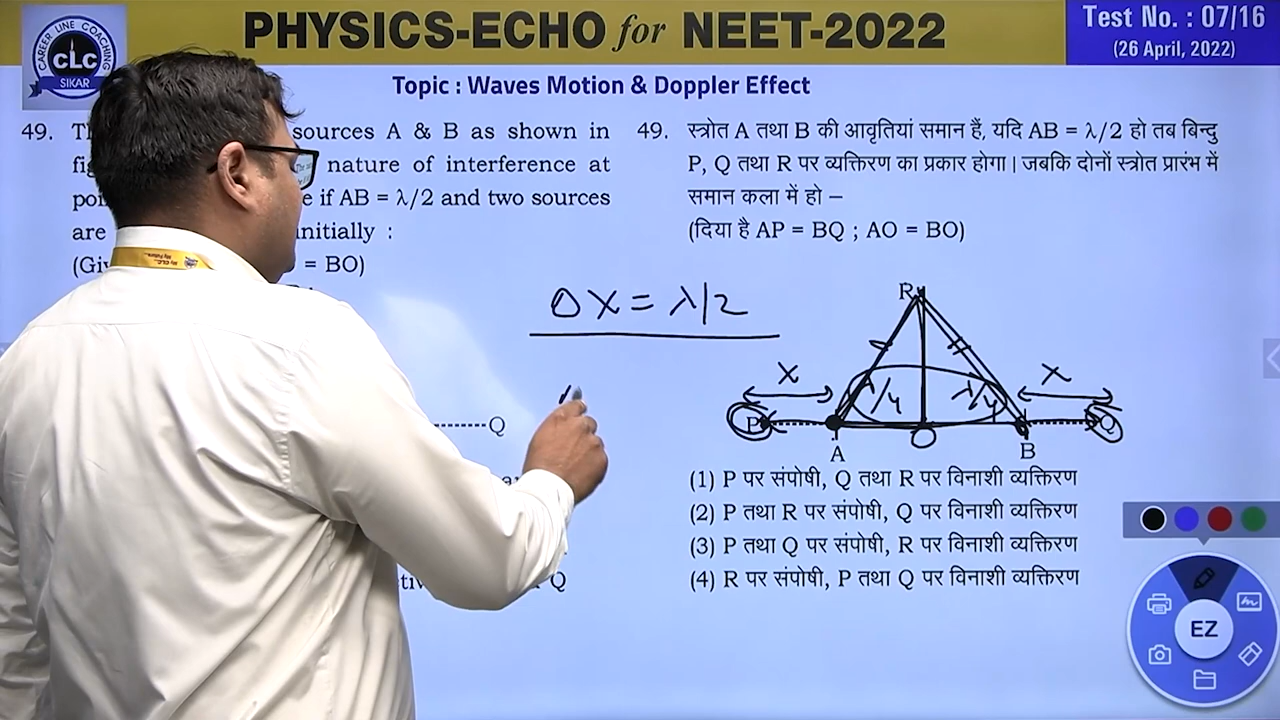 PHYSICS-ECHO for NEET-2022
Test No. : 07/16
(26 April, 2022)
CAREER LINE COACHING
CLC
SIKAR
Topic : Waves Motion & Doppler Effect
49. sources A & B as shown in
nature of interference at
if AB = λ/2 and two sources
are initially :
= BO)
Q
Q
49. स्त्रोत A तथा B की आवृतियां समान हैं, यदि AB = λ/2 हो तब बिन्दु
P, Q तथा R पर व्यक्तिरण का प्रकार होगा। जबकि दोनों स्त्रोत प्रारंभ में
समान कला में हो –
(दिया है AP = BQ ; AO = BO)
Δx = λ/2
R
x
x
λ/4
λ/4
P
Q
O
A
B
(1) P पर संपोषी, Q तथा R पर विनाशी व्यक्तिरण
(2) P तथा R पर संपोषी, Q पर विनाशी व्यक्तिरण
(3) P तथा Q पर संपोषी, R पर विनाशी व्यक्तिरण
(4) R पर संपोषी, P तथा Q पर विनाशी व्यक्तिरण
EZ